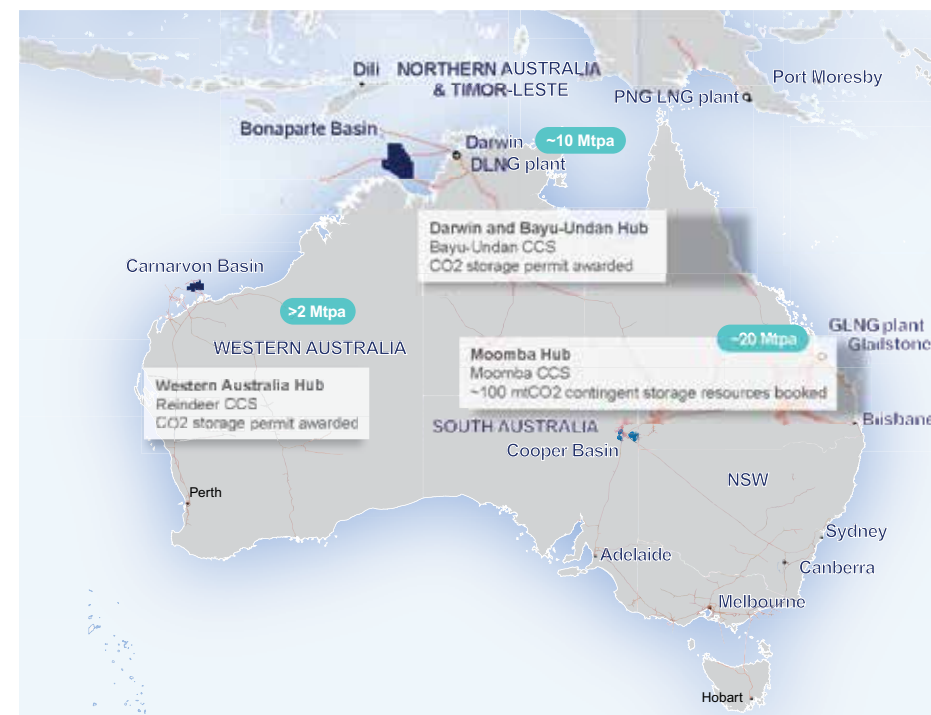 Dili
NORTHERN AUSTRALIA
& TIMOR-LESTE
Port Moresby
PNG LNG plant
Bonaparte Basin
Darwin
~10 Mtpa
DLNG plant
Darwin and Bayu-Undan Hub
Bayu-Undan CCS
CO2 storage permit awarded
Carnarvon Basin
>2 Mtpa
WESTERN AUSTRALIA
GLNG plant
Gladstone
~20 Mtpa
Moomba Hub
Moomba CCS
~100 mtCO2 contingent storage resources booked
Western Australia Hub
Reindeer CCS
CO2 storage permit awarded
SOUTH AUSTRALIA
Brisbane
Cooper Basin
NSW
Perth
Sydney
Adelaide
Canberra
Melbourne
Hobart